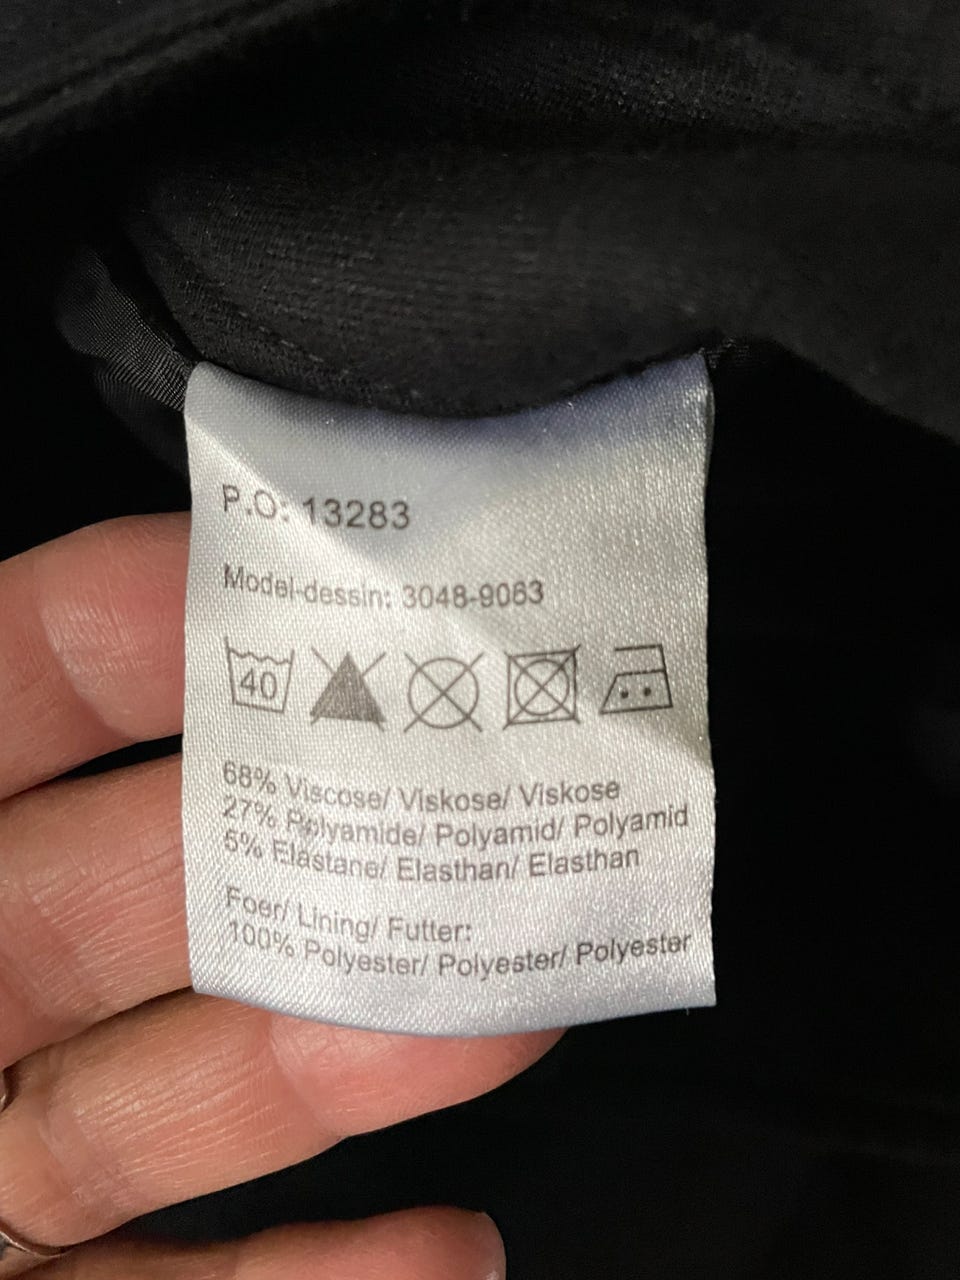 P.O: 13283
Model-dessin: 3048-9063
40
68% Viscose/ Viskose/ Viskose
27% Polyamide/ Polyamid/ Polyamid
5% Elastane/ Elasthan/ Elasthan
Foer/ Lining/ Futter:
100% Polyester/ Polyester/ Polyester